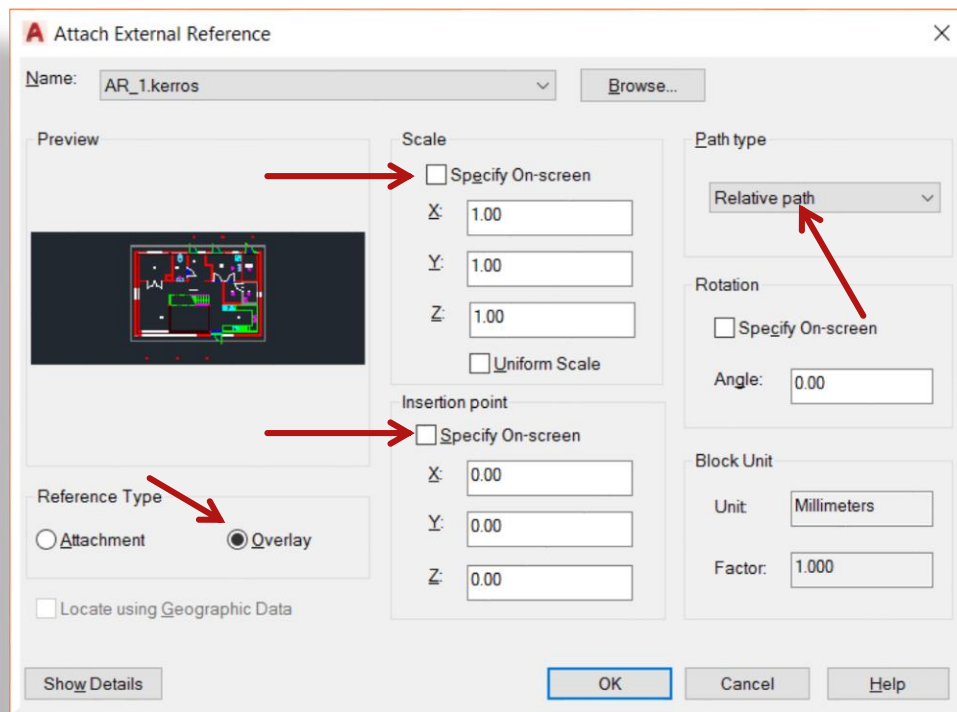 Attach External Reference
Name: AR_1.kerros Browse...
Preview
Scale
Specify On-screen
X: 1.00
Y: 1.00
Z: 1.00
Uniform Scale
Path type
Relative path
Rotation
Specify On-screen
Angle: 0.00
Insertion point
Specify On-screen
X: 0.00
Y: 0.00
Z: 0.00
Block Unit
Unit: Millimeters
Factor: 1.000
Reference Type
Attachment Overlay
Locate using Geographic Data
Show Details OK Cancel Help